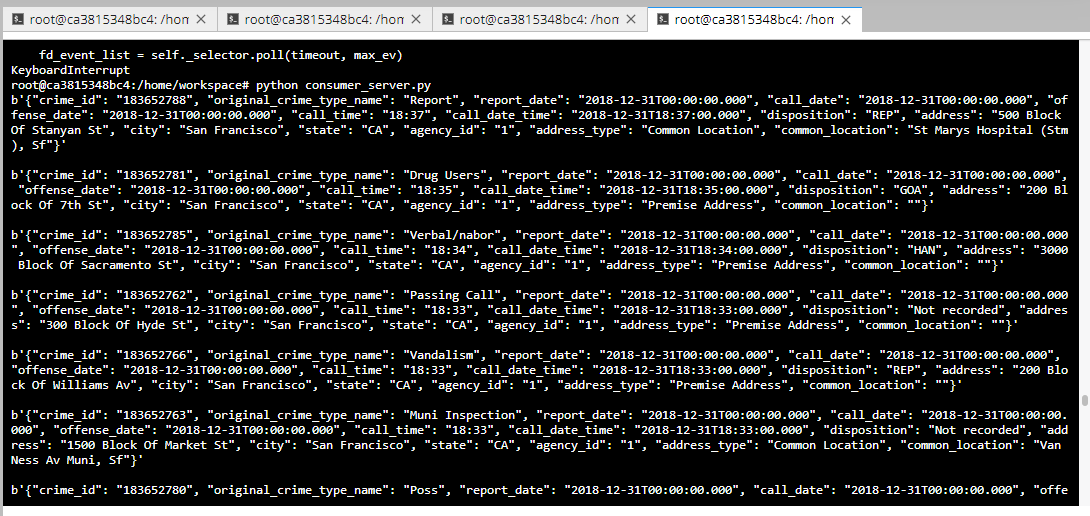 root@ca3815348bc4: /hon
root@ca3815348bc4: /hon
root@ca3815348bc4: /hon
root@ca3815348bc4: /hon
    fd_event_list = self._selector.poll(timeout, max_ev)
KeyboardInterrupt
root@ca3815348bc4:/home/workspace# python consumer_server.py
b'{"crime_id": "183652788", "original_crime_type_name": "Report", "report_date": "2018-12-31T00:00:00.000", "call_date": "2018-12-31T00:00:00.000", "of
fense_date": "2018-12-31T00:00:00.000", "call_time": "18:37", "call_date_time": "2018-12-31T18:37:00.000", "disposition": "REP", "address": "500 Block
Of Stanyan St", "city": "San Francisco", "state": "CA", "agency_id": "1", "address_type": "Common Location", "common_location": "St Marys Hospital (Stm
), Sf"}'
b'{"crime_id": "183652781", "original_crime_type_name": "Drug Users", "report_date": "2018-12-31T00:00:00.000", "call_date": "2018-12-31T00:00:00.000",
 "offense_date": "2018-12-31T00:00:00.000", "call_time": "18:35", "call_date_time": "2018-12-31T18:35:00.000", "disposition": "GOA", "address": "200 Bl
ock Of 7th St", "city": "San Francisco", "state": "CA", "agency_id": "1", "address_type": "Premise Address", "common_location": ""}'
b'{"crime_id": "183652785", "original_crime_type_name": "Verbal/nabor", "report_date": "2018-12-31T00:00:00.000", "call_date": "2018-12-31T00:00:00.000
", "offense_date": "2018-12-31T00:00:00.000", "call_time": "18:34", "call_date_time": "2018-12-31T18:34:00.000", "disposition": "HAN", "address": "3000
 Block Of Sacramento St", "city": "San Francisco", "state": "CA", "agency_id": "1", "address_type": "Premise Address", "common_location": ""}'
b'{"crime_id": "183652762", "original_crime_type_name": "Passing Call", "report_date": "2018-12-31T00:00:00.000", "call_date": "2018-12-31T00:00:00.000
", "offense_date": "2018-12-31T00:00:00.000", "call_time": "18:33", "call_date_time": "2018-12-31T18:33:00.000", "disposition": "Not recorded", "addres
s": "300 Block Of Hyde St", "city": "San Francisco", "state": "CA", "agency_id": "1", "address_type": "Premise Address", "common_location": ""}'
b'{"crime_id": "183652766", "original_crime_type_name": "Vandalism", "report_date": "2018-12-31T00:00:00.000", "call_date": "2018-12-31T00:00:00.000",
"offense_date": "2018-12-31T00:00:00.000", "call_time": "18:33", "call_date_time": "2018-12-31T18:33:00.000", "disposition": "REP", "address": "200 Blo
ck Of Williams Av", "city": "San Francisco", "state": "CA", "agency_id": "1", "address_type": "Premise Address", "common_location": ""}'
b'{"crime_id": "183652763", "original_crime_type_name": "Muni Inspection", "report_date": "2018-12-31T00:00:00.000", "call_date": "2018-12-31T00:00:00.
000", "offense_date": "2018-12-31T00:00:00.000", "call_time": "18:33", "call_date_time": "2018-12-31T18:33:00.000", "disposition": "Not recorded", "add
ress": "1500 Block Of Market St", "city": "San Francisco", "state": "CA", "agency_id": "1", "address_type": "Common Location", "common_location": "Van
Ness Av Muni, Sf"}'
b'{"crime_id": "183652780", "original_crime_type_name": "Poss", "report_date": "2018-12-31T00:00:00.000", "call_date": "2018-12-31T00:00:00.000", "offe